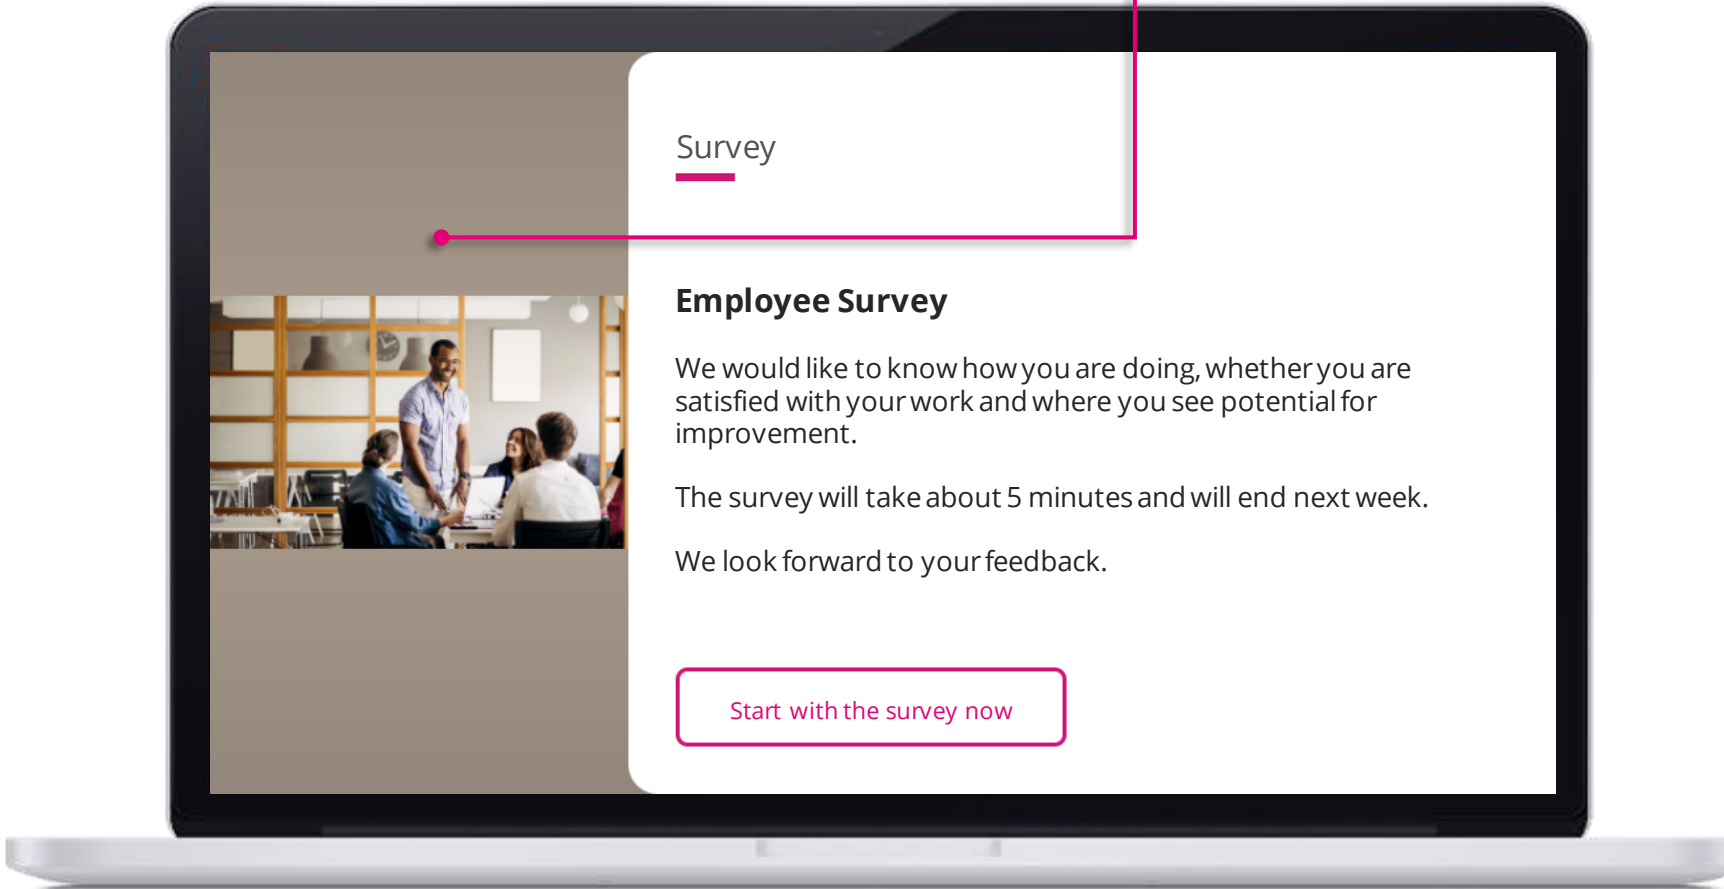 Survey
Employee Survey
We would like to know how you are doing, whether you are
satisfied with your work and where you see potential for
improvement.
The survey will take about 5 minutes and will end next week.
We look forward to your feedback.
Start with the survey now